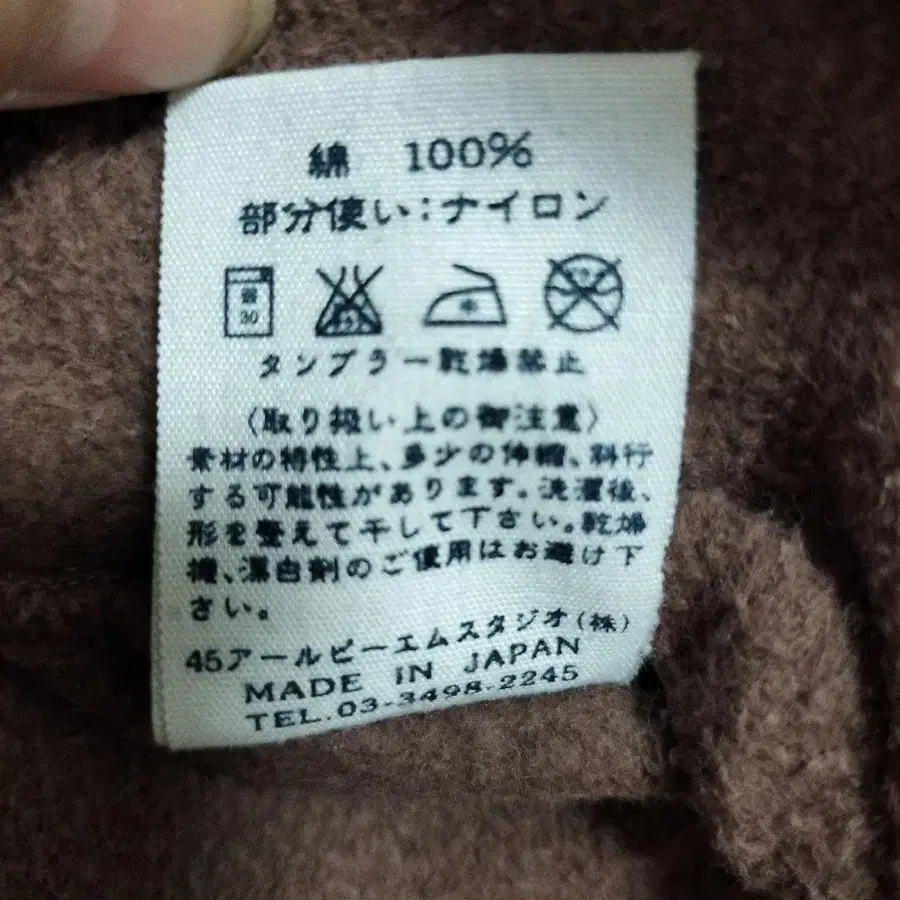 綿 100%
部分使い:ナイロン
30
タンブラー乾燥禁止
〈取り扱い上の御注意〉
素材の特性上、多少の伸縮、斜行
する可能性があります。洗濯後、
形を整えて干して下さい。乾燥
機、漂白剤のご使用はお避け下
さい。
45アールピーエムスタジオ(株)
MADE IN JAPAN
TEL.03-3498-2245